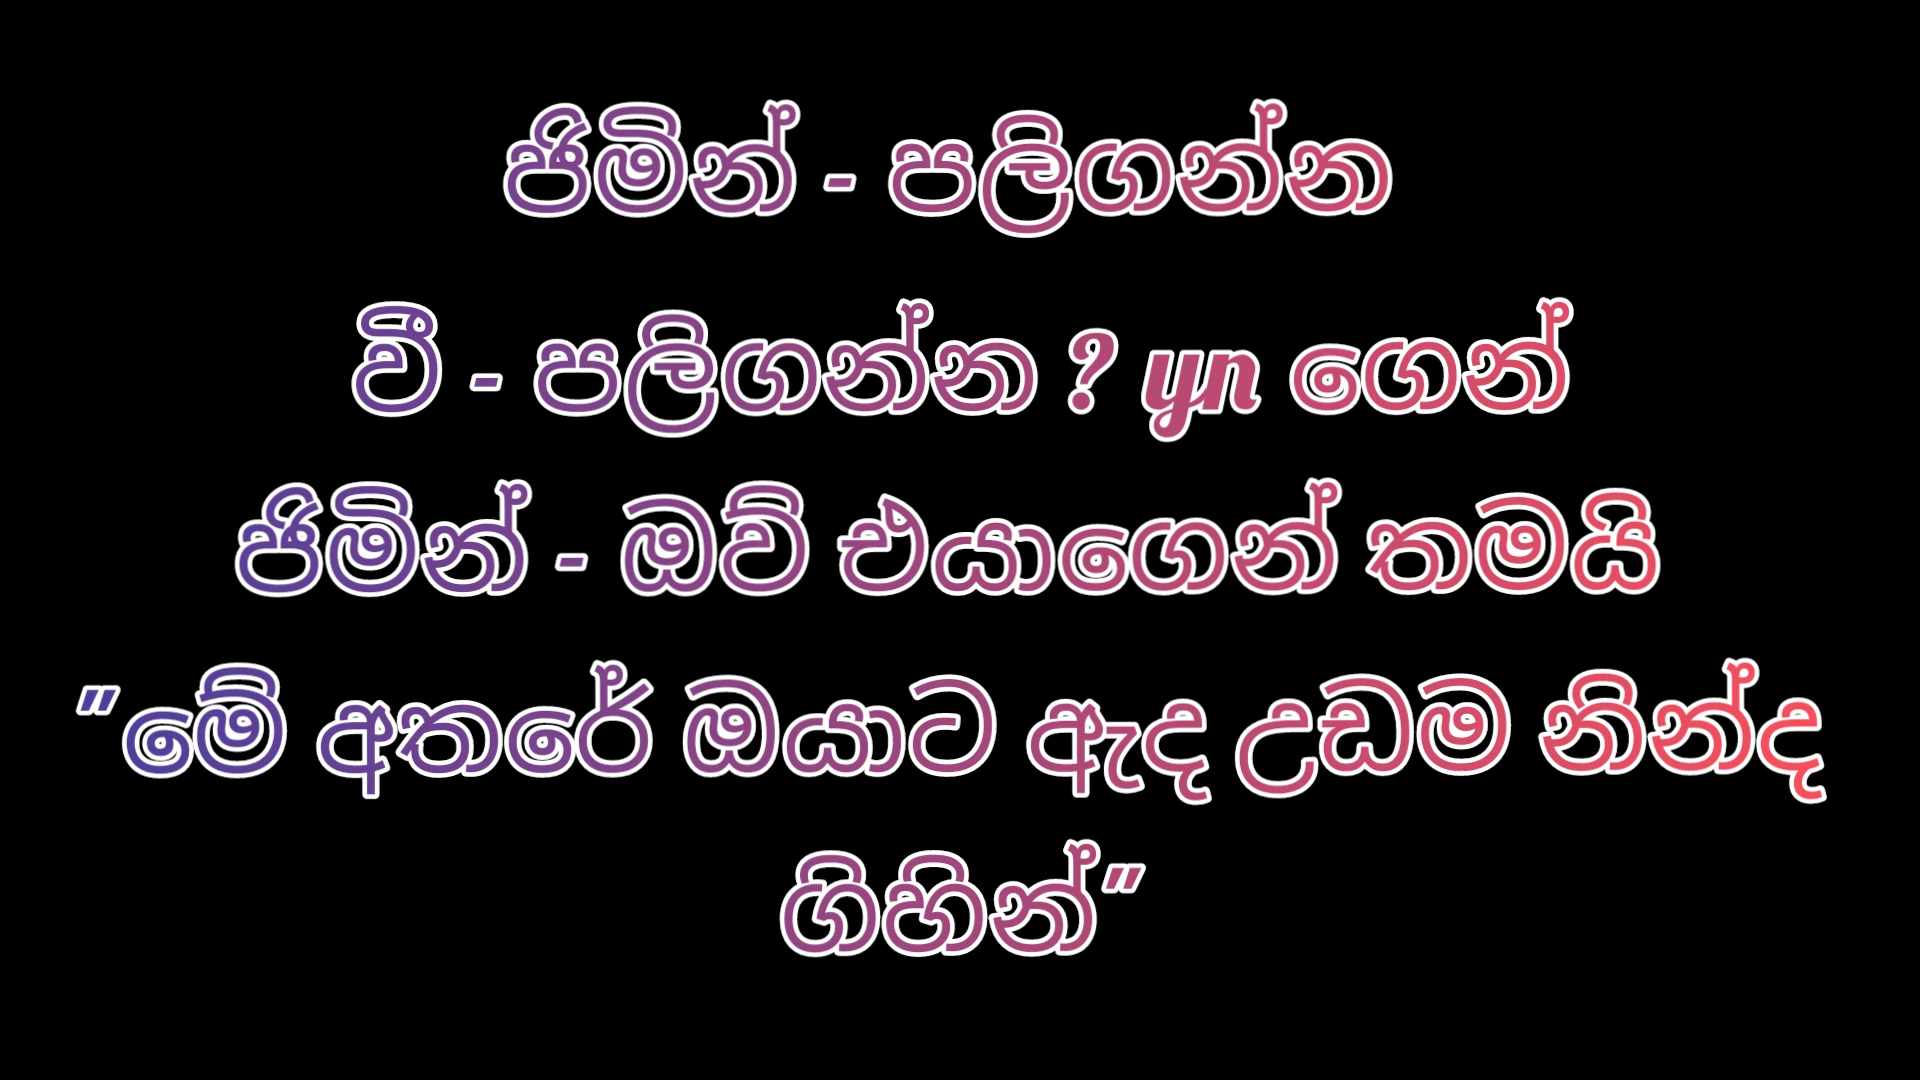 ජිමින් - පලිගන්න
වී - පලිගන්න ? yn ගෙන්
ජිමින් - ඔව් එයාගෙන් තමයි
"මේ අතරේ ඔයාට ඇද උඩම නින්ද
ගිහින්"